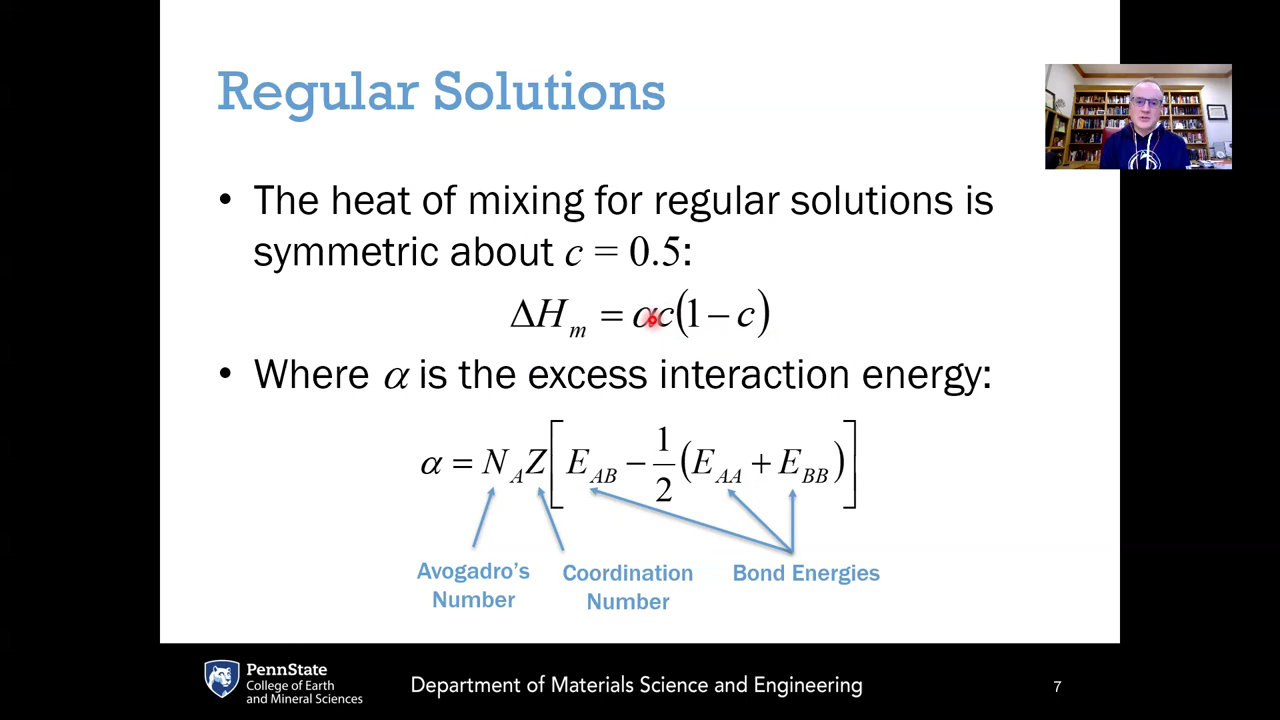 Regular Solutions
• The heat of mixing for regular solutions is
symmetric about c = 0.5:
ΔH_m = αc(1 − c)
• Where α is the excess interaction energy:
α = N_A Z[E_AB − 1/2(E_AA + E_BB)]
Avogadro's
Number
Coordination
Number
Bond Energies
PennState
College of Earth
and Mineral Sciences
Department of Materials Science and Engineering
7